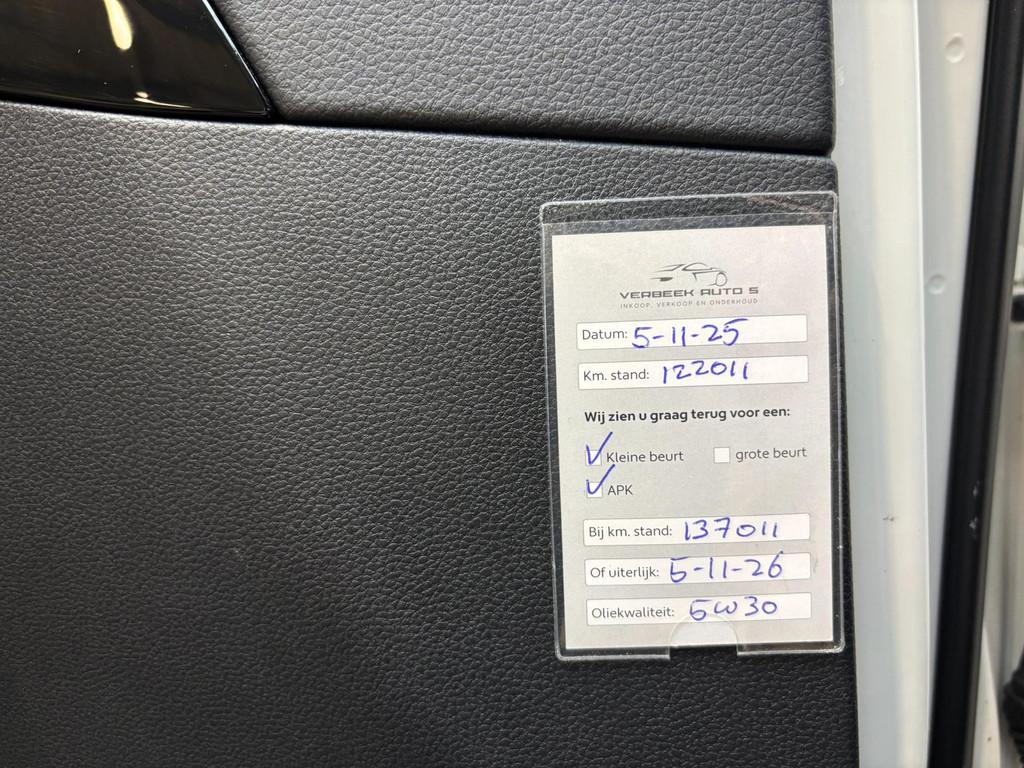 VERBEEK AUTO S
INKOOP, VERKOOP EN ONDERHOUD
Datum: 5-11-25
Km. stand: 122011
Wij zien u graag terug voor een:
Kleine beurt grote beurt
APK
Bij km. stand: 137011
Of uiterlijk: 5-11-26
Oliekwaliteit: 5W30